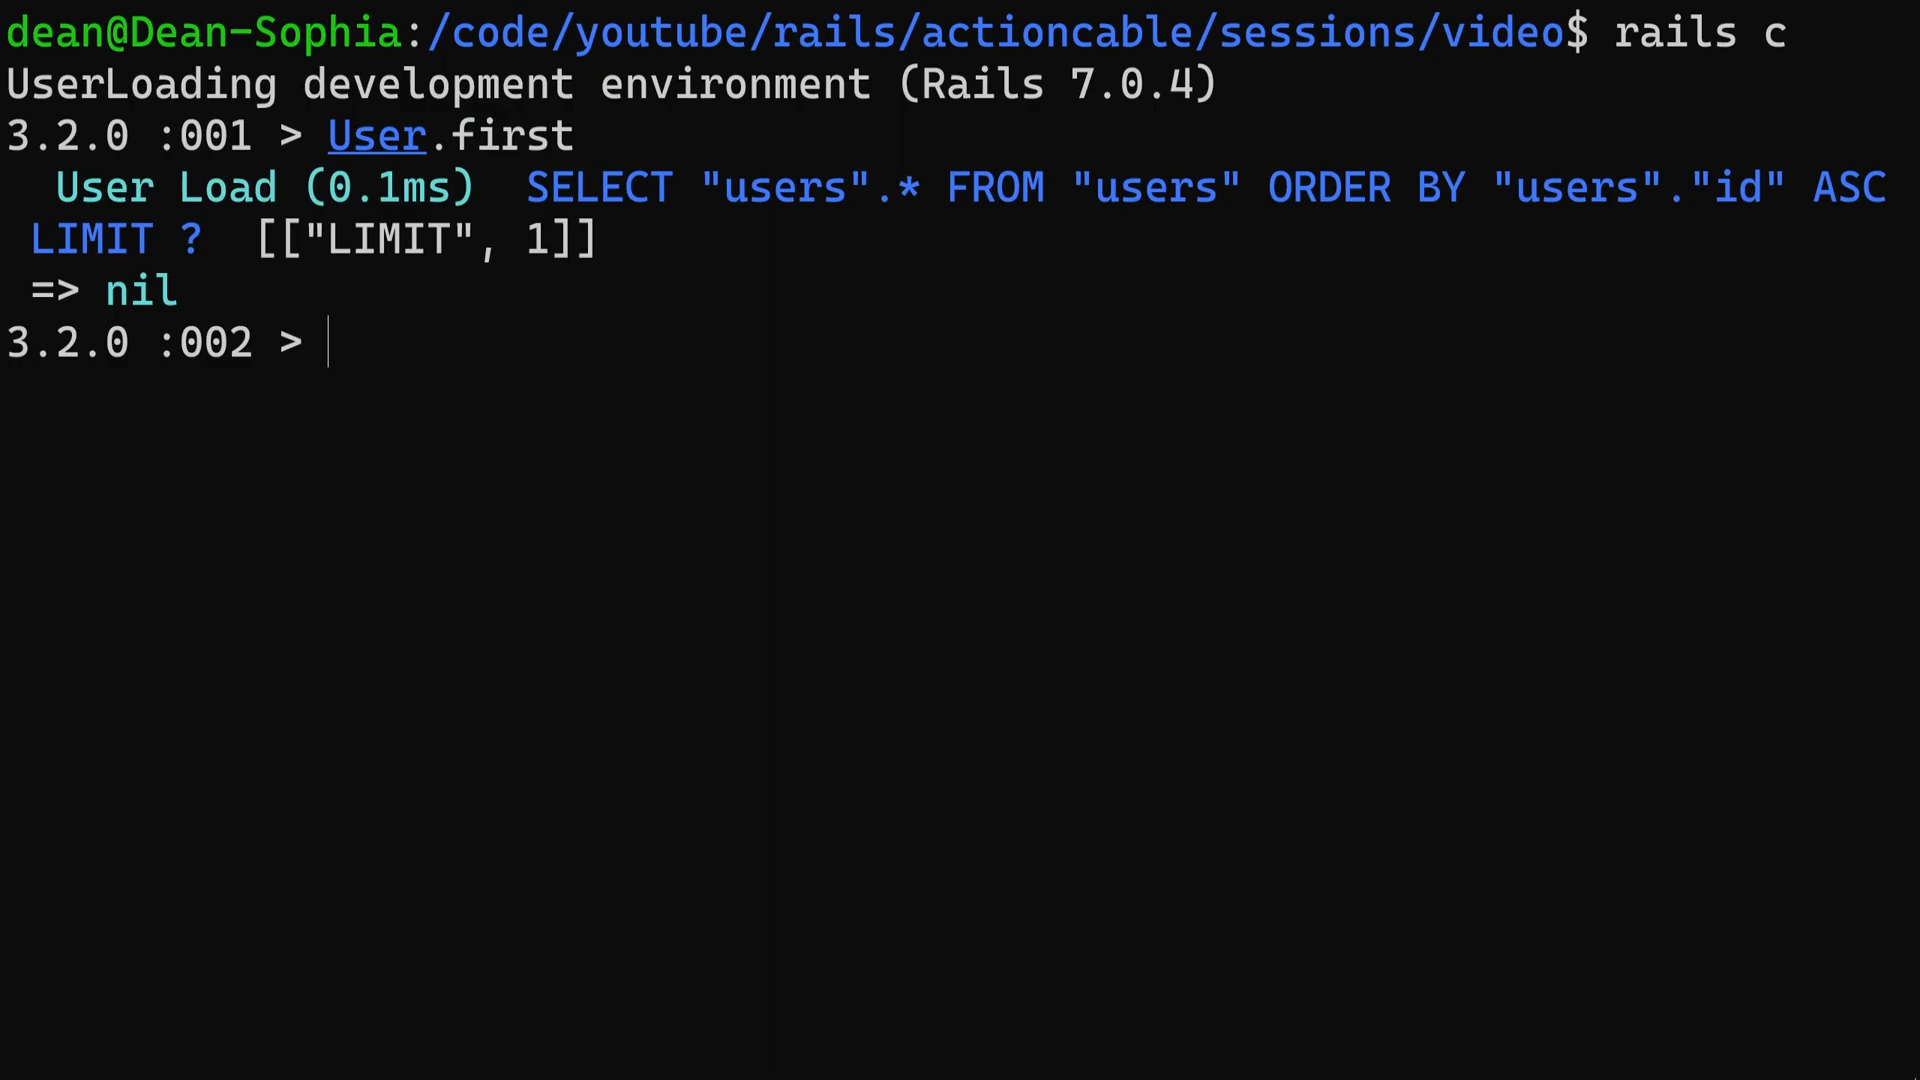 dean@Dean-Sophia:/code/youtube/rails/actioncable/sessions/video$ rails c
UserLoading development environment (Rails 7.0.4)
3.2.0 :001 > User.first
  User Load (0.1ms)  SELECT "users".* FROM "users" ORDER BY "users"."id" ASC
 LIMIT ?  [["LIMIT", 1]]
 => nil
3.2.0 :002 >